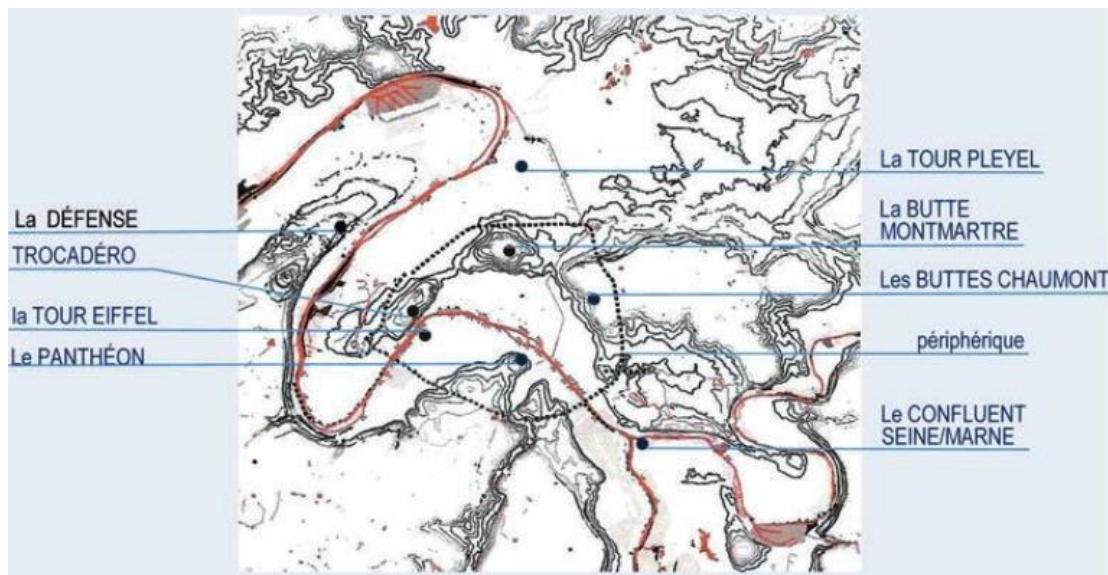 La DÉFENSE
TROCADÉRO
la TOUR EIFFEL
Le PANTHÉON
La TOUR PLEYEL
La BUTTE
MONTMARTRE
Les BUTTES CHAUMONT
périphérique
Le CONFLUENT
SEINE/MARNE